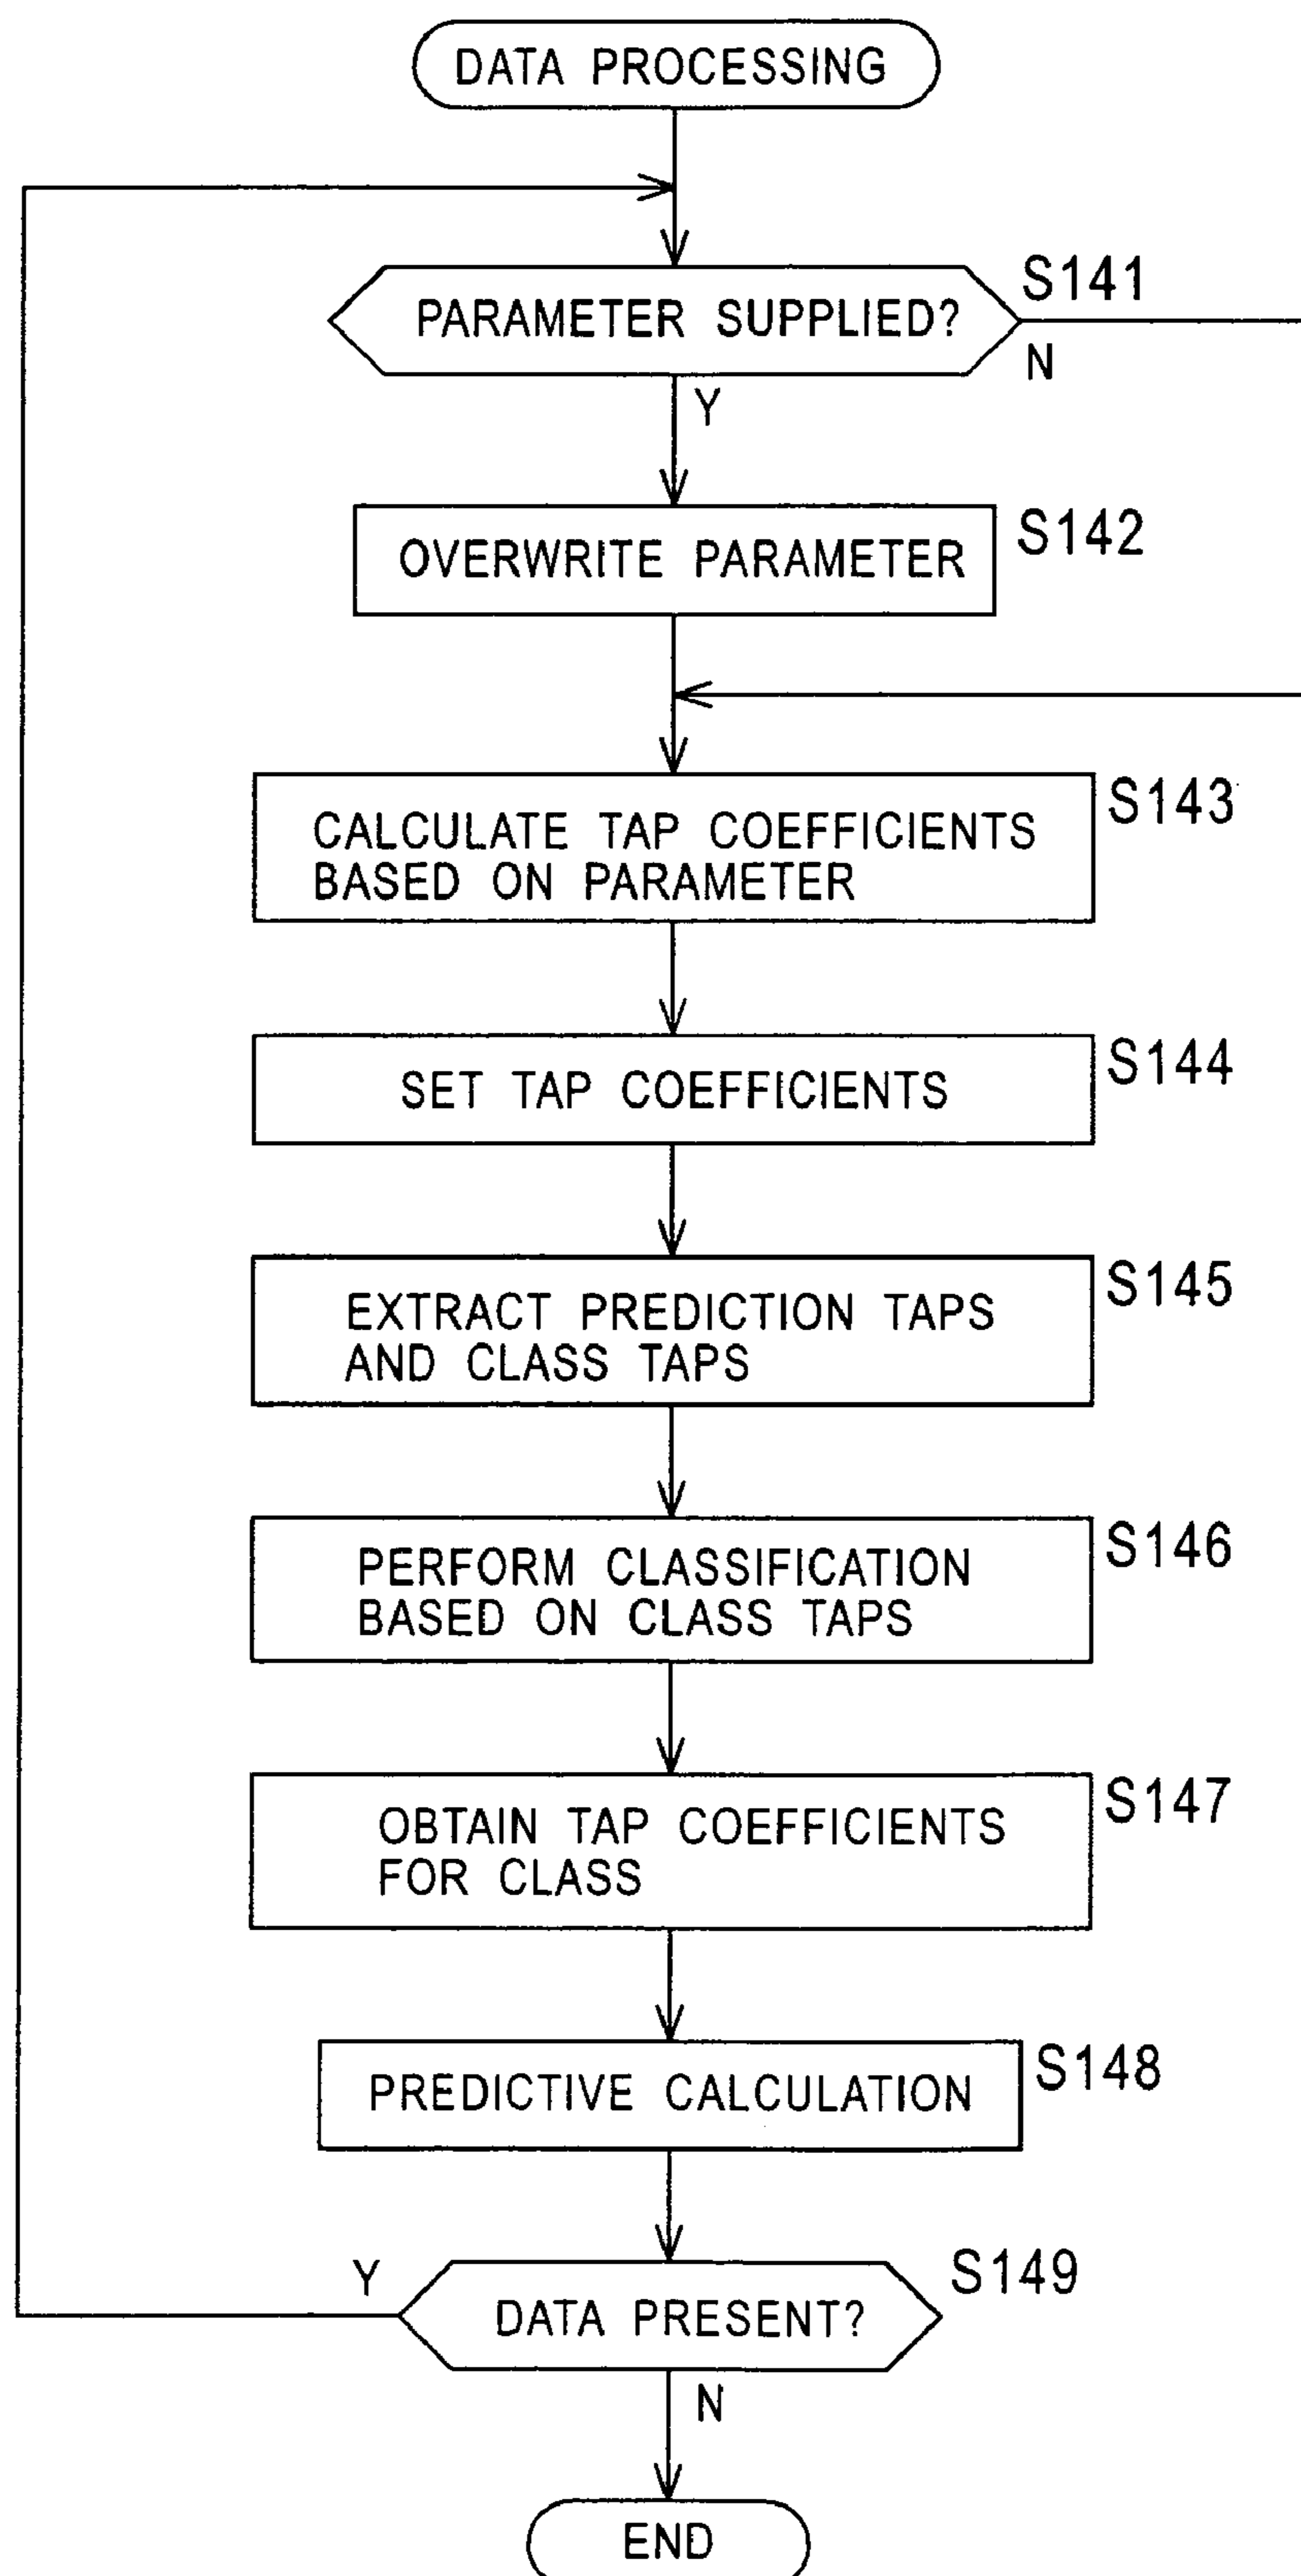 DATA PROCESSING
PARAMETER SUPPLIED?
S141
N
Y
OVERWRITE PARAMETER
S142
CALCULATE TAP COEFFICIENTS
BASED ON PARAMETER
S143
SET TAP COEFFICIENTS
S144
EXTRACT PREDICTION TAPS
AND CLASS TAPS
S145
PERFORM CLASSIFICATION
BASED ON CLASS TAPS
S146
OBTAIN TAP COEFFICIENTS
FOR CLASS
S147
PREDICTIVE CALCULATION
S148
Y
DATA PRESENT?
S149
N
END